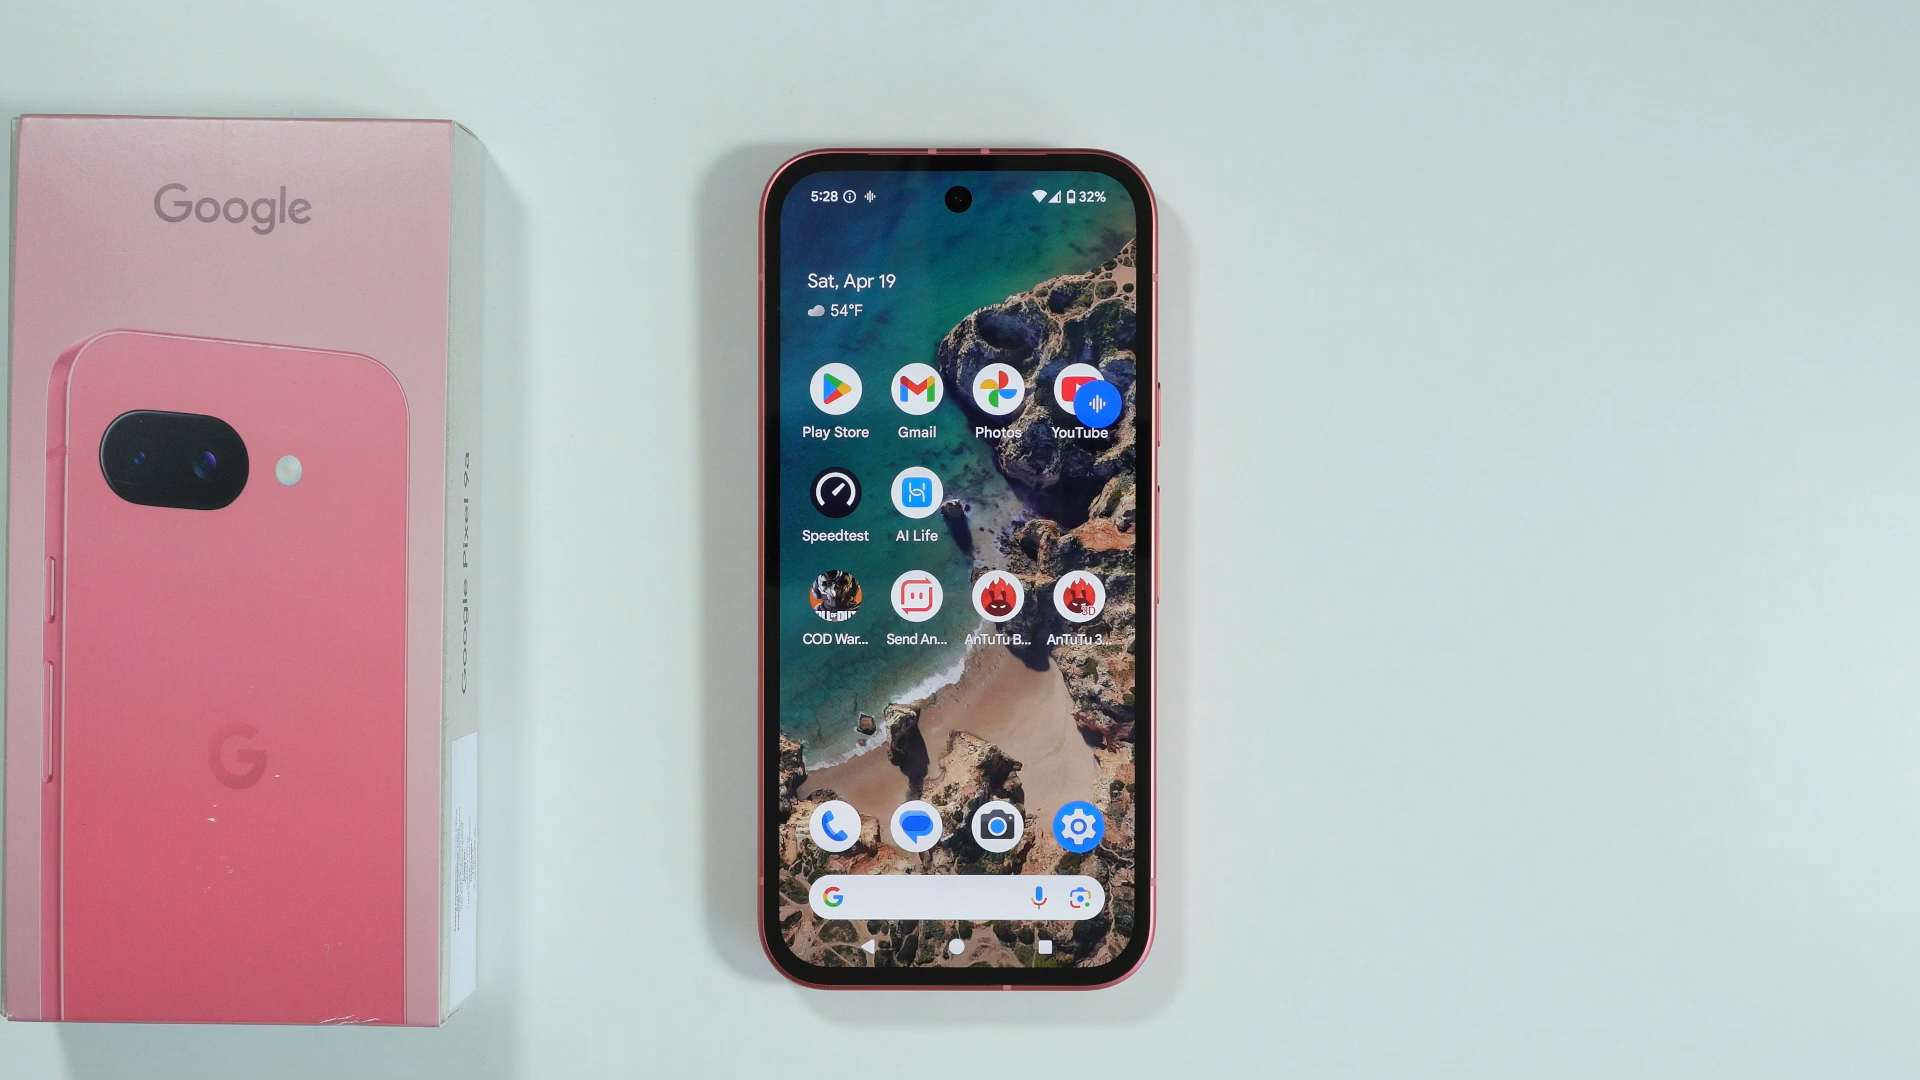 Google
Google Pixel 9a
5:28
32%
Sat, Apr 19
54°F
Play Store
Gmail
Photos
YouTube
Speedtest
AI Life
COD War...
Send An...
AnTuTu B...
3D
AnTuTu 3...